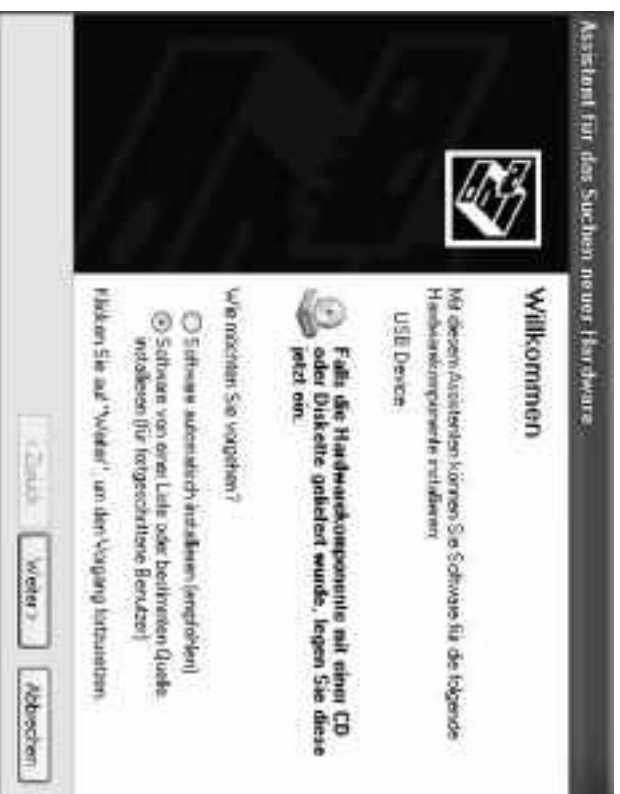 Assistent für das Suchen neuer Hardware
Willkommen
Mit diesem Assistenten können Sie Software für die folgende
Hardwarekomponente installieren:
USB Device
Falls die Hardwarekomponente mit einer CD
oder Diskette geliefert wurde, legen Sie diese
jetzt ein.
Wie möchten Sie vorgehen?
Software automatisch installieren (empfohlen)
Software von einer Liste oder bestimmten Quelle
installieren (für fortgeschrittene Benutzer)
Klicken Sie auf "Weiter", um den Vorgang fortzusetzen.
< Zurück
Weiter >
Abbrechen